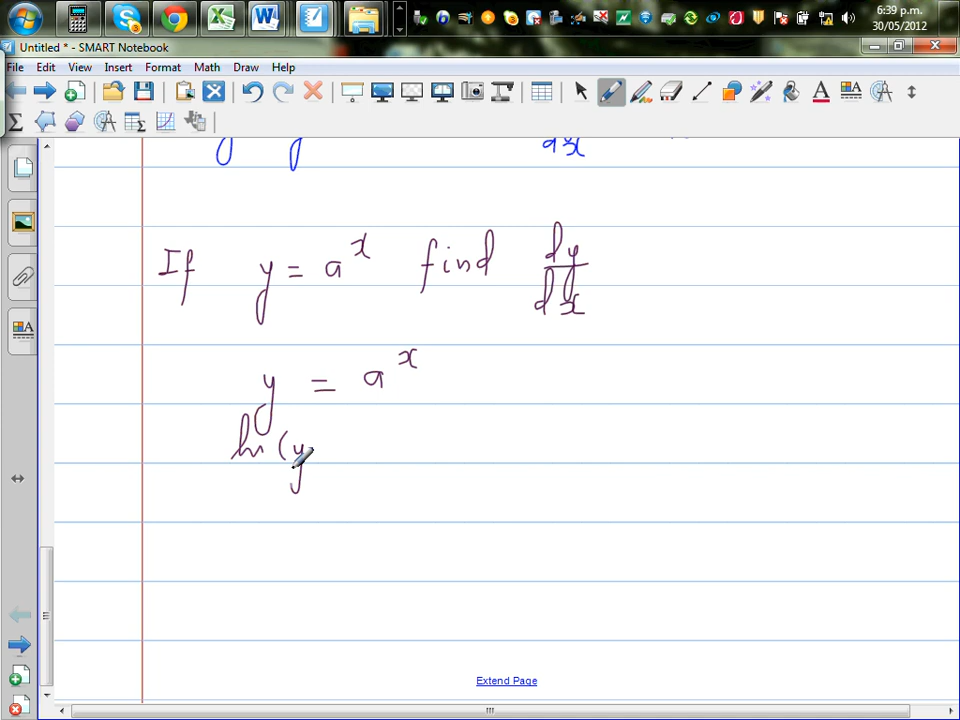 6:39 p.m.
30/05/2012
Untitled * - SMART Notebook
File Edit View Insert Format Math Draw Help
If y = a^x find dy/dx
y = a^x
ln (y
Extend Page